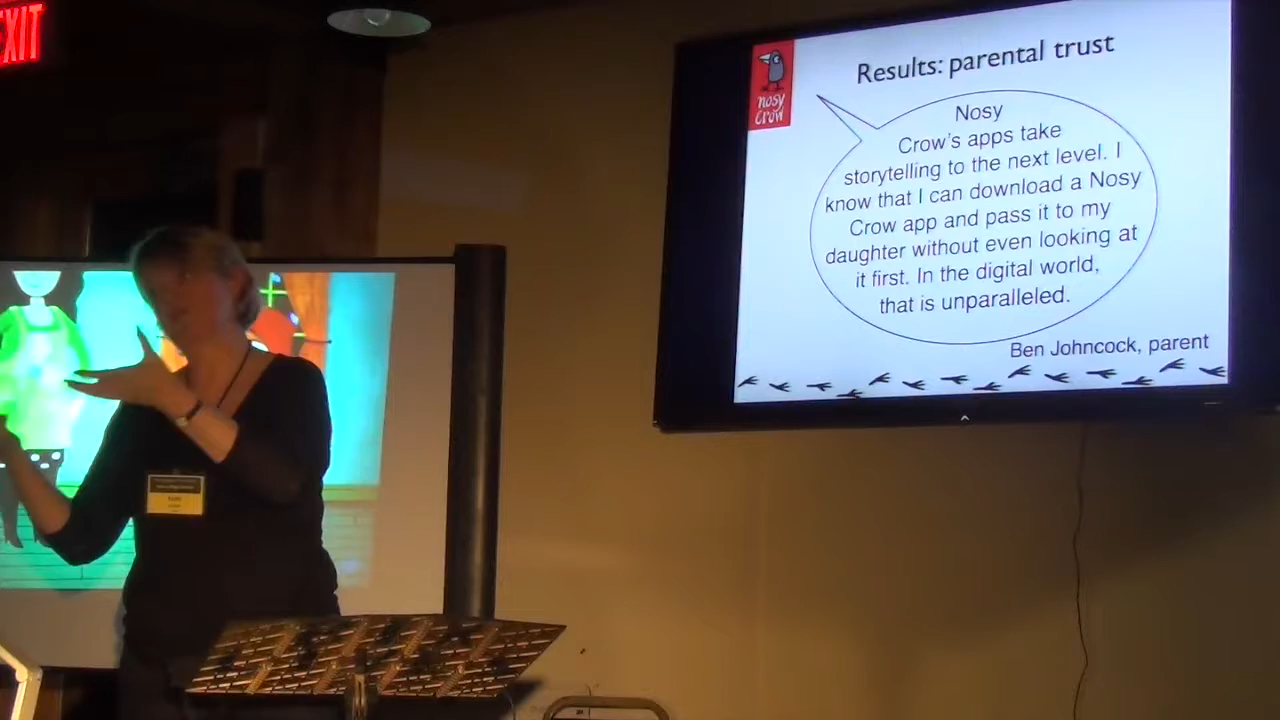 EXIT
nosy
crow
Results: parental trust
Nosy
Crow's apps take
storytelling to the next level. I
know that I can download a Nosy
Crow app and pass it to my
daughter without even looking at
it first. In the digital world,
that is unparalleled.
Ben Johncock, parent